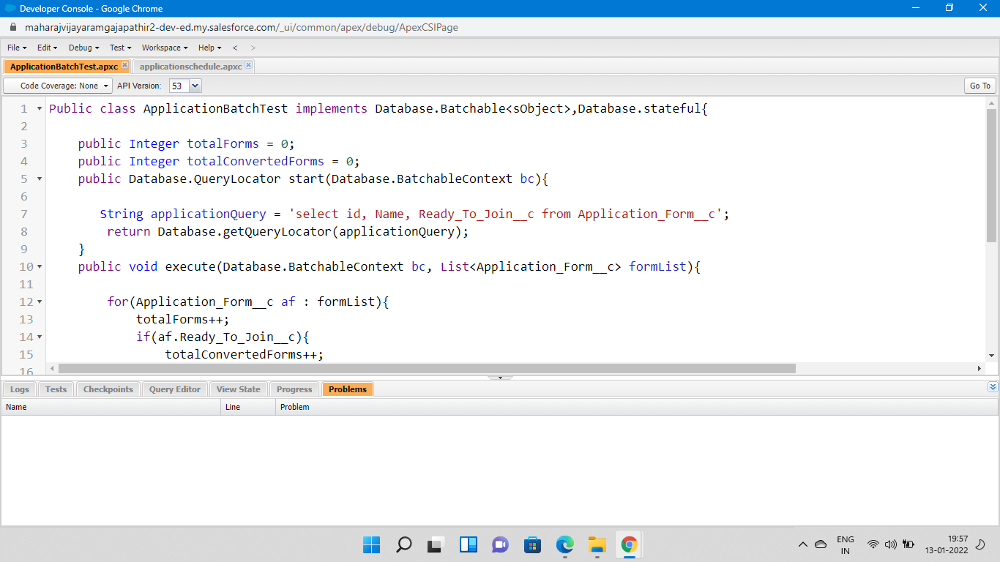 Developer Console - Google Chrome
maharajvijayaramgajapathir2-dev-ed.my.salesforce.com/_ui/common/apex/debug/ApexCSIPage
File Edit Debug Test Workspace Help < >
ApplicationBatchTest.apxc applicationschedule.apxc
Code Coverage: None API Version: 53 Go To
1 Public class ApplicationBatchTest implements Database.Batchable<sObject>,Database.stateful{
2
3 public Integer totalForms = 0;
4 public Integer totalConvertedForms = 0;
5 public Database.QueryLocator start(Database.BatchableContext bc){
6
7 String applicationQuery = 'select id, Name, Ready_To_Join__c from Application_Form__c';
8 return Database.getQueryLocator(applicationQuery);
9 }
10 public void execute(Database.BatchableContext bc, List<Application_Form__c> formList){
11
12 for(Application_Form__c af : formList){
13 totalForms++;
14 if(af.Ready_To_Join__c){
15 totalConvertedForms++;
16
Logs Tests Checkpoints Query Editor View State Progress Problems
Name Line Problem
ENG 19:57
IN 13-01-2022